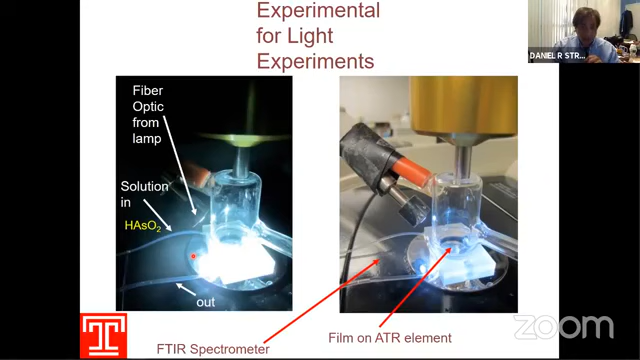 Experimental
for Light
Experiments
DANIEL R STR...
Fiber
Optic
from
lamp
Solution
in
HAsO2
out
FTIR Spectrometer
Film on ATR element
T
zoom